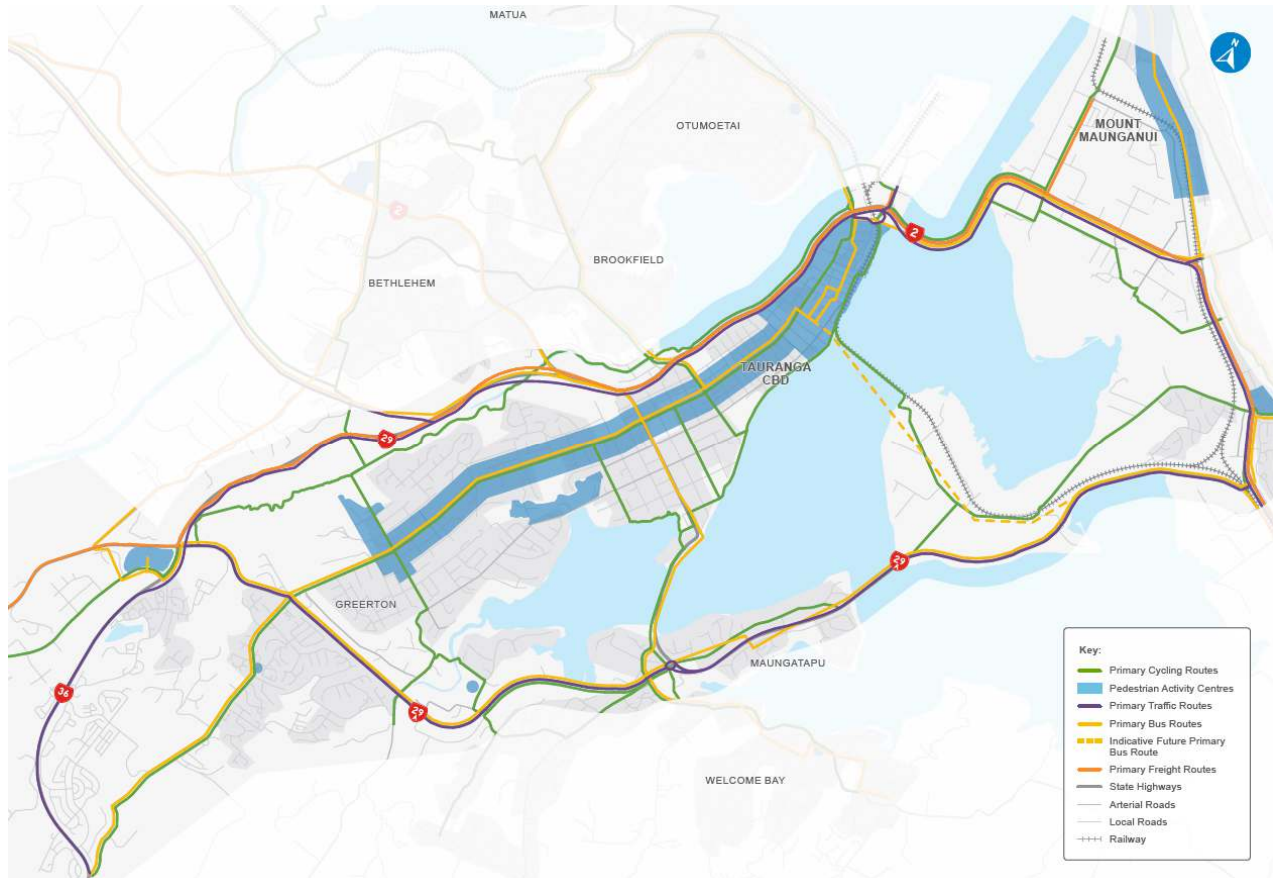 MATUA
N
OTUMOETAI
MOUNT
MAUNGANUI
2
2
BROOKFIELD
BETHLEHEM
TAURANGA
CBD
29
29
A
GREERTON
MAUNGATAPU
36
29
A
WELCOME BAY
Key:
Primary Cycling Routes
Pedestrian Activity Centres
Primary Traffic Routes
Primary Bus Routes
Indicative Future Primary
Bus Route
Primary Freight Routes
State Highways
Arterial Roads
Local Roads
Railway